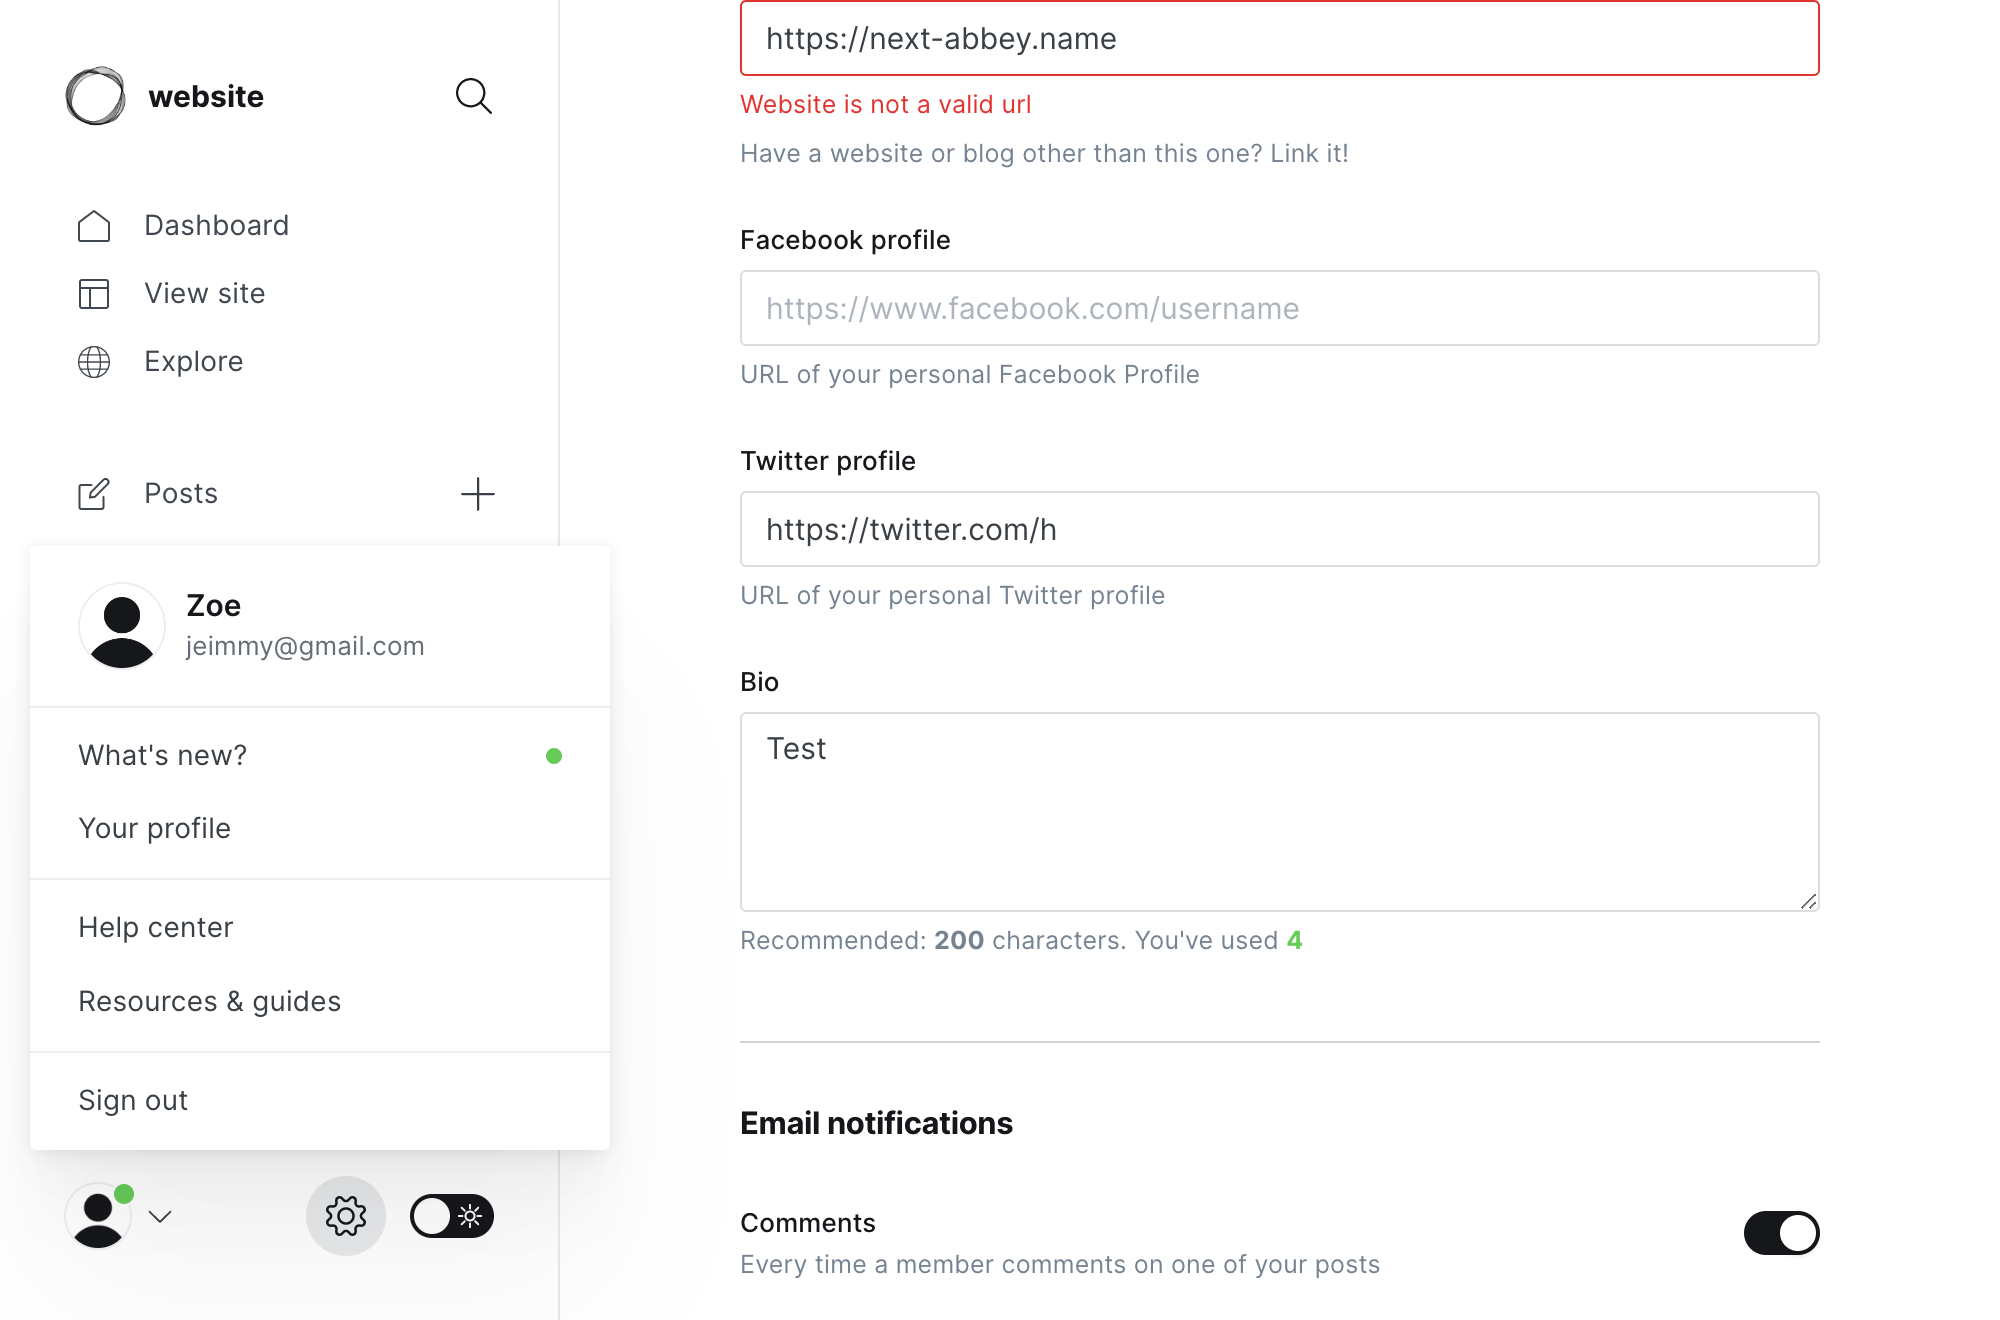 website
Dashboard
View site
Explore
Posts
Zoe
jeimmy@gmail.com
What's new?
Your profile
Help center
Resources & guides
Sign out
https://next-abbey.name
Website is not a valid url
Have a website or blog other than this one? Link it!
Facebook profile
https://www.facebook.com/username
URL of your personal Facebook Profile
Twitter profile
https://twitter.com/h
URL of your personal Twitter profile
Bio
Test
Recommended: 200 characters. You've used 4
Email notifications
Comments
Every time a member comments on one of your posts